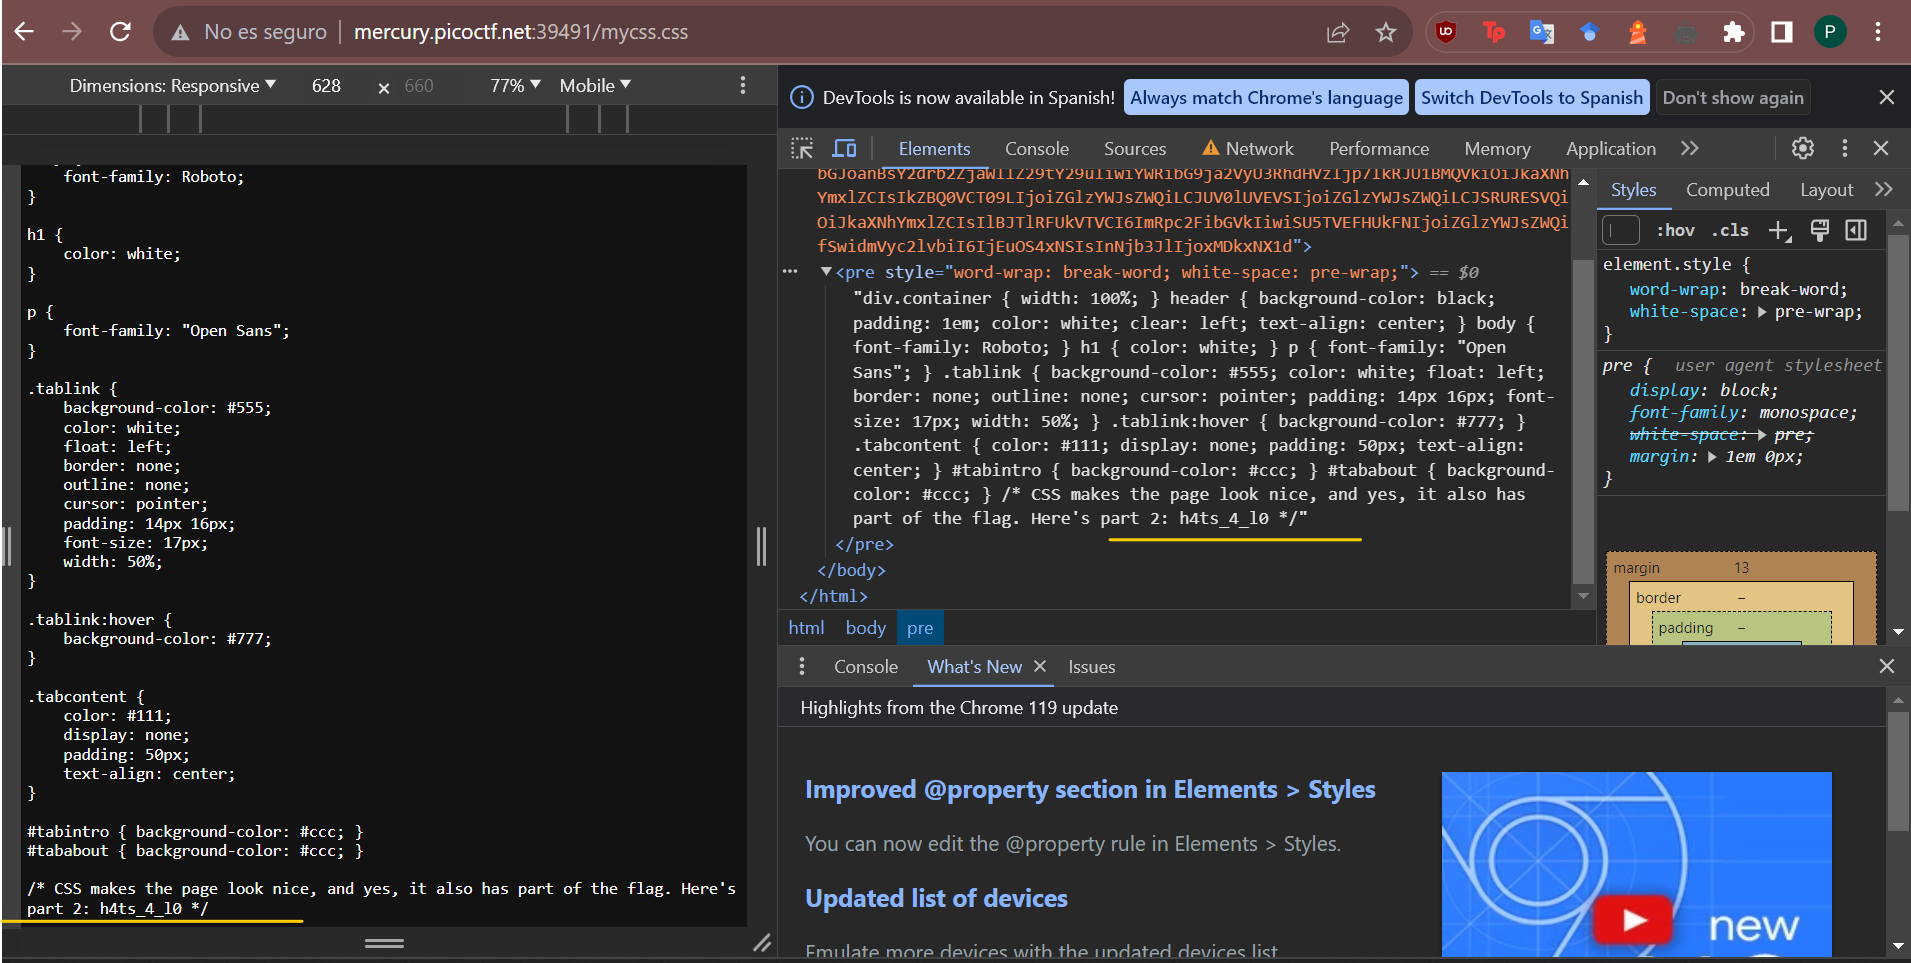 No es seguro mercury.picoctf.net:39491/mycss.css
Dimensions: Responsive 628 × 660 77% Mobile
font-family: Roboto;
}
h1 {
color: white;
}
p {
font-family: "Open Sans";
}
.tablink {
background-color: #555;
color: white;
float: left;
border: none;
outline: none;
cursor: pointer;
padding: 14px 16px;
font-size: 17px;
width: 50%;
}
.tablink:hover {
background-color: #777;
}
.tabcontent {
color: #111;
display: none;
padding: 50px;
text-align: center;
}
#tabintro { background-color: #ccc; }
#tababout { background-color: #ccc; }
/* CSS makes the page look nice, and yes, it also has part of the flag. Here's
part 2: h4ts_4_l0 */
DevTools is now available in Spanish! Always match Chrome's language Switch DevTools to Spanish Don't show again
Elements Console Sources Network Performance Memory Application
<pre style="word-wrap: break-word; white-space: pre-wrap;"> == $0
"div.container { width: 100%; } header { background-color: black;
padding: 1em; color: white; clear: left; text-align: center; } body {
font-family: Roboto; } h1 { color: white; } p { font-family: "Open
Sans"; } .tablink { background-color: #555; color: white; float: left;
border: none; outline: none; cursor: pointer; padding: 14px 16px; font-
size: 17px; width: 50%; } .tablink:hover { background-color: #777; }
.tabcontent { color: #111; display: none; padding: 50px; text-align:
center; } #tabintro { background-color: #ccc; } #tababout { background-
color: #ccc; } /* CSS makes the page look nice, and yes, it also has
part of the flag. Here's part 2: h4ts_4_l0 */"
</pre>
</body>
</html>
html body pre
Styles Computed Layout
:hov .cls
element.style {
word-wrap: break-word;
white-space: pre-wrap;
}
pre { user agent stylesheet
display: block;
font-family: monospace;
white-space: pre;
margin: 1em 0px;
}
margin 13
border –
padding –
Console What's New Issues
Highlights from the Chrome 119 update
Improved @property section in Elements > Styles
You can now edit the @property rule in Elements > Styles.
Updated list of devices
Emulate more devices with the updated devices list
new
P